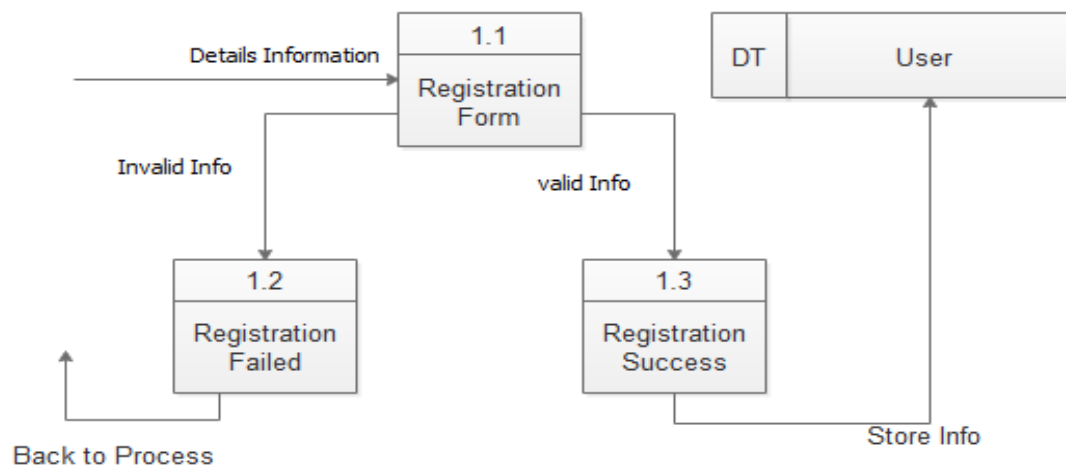 1.1
Details Information
Registration
Form
DT
User
Invalid Info
valid Info
1.2
Registration
Failed
1.3
Registration
Success
Back to Process
Store Info